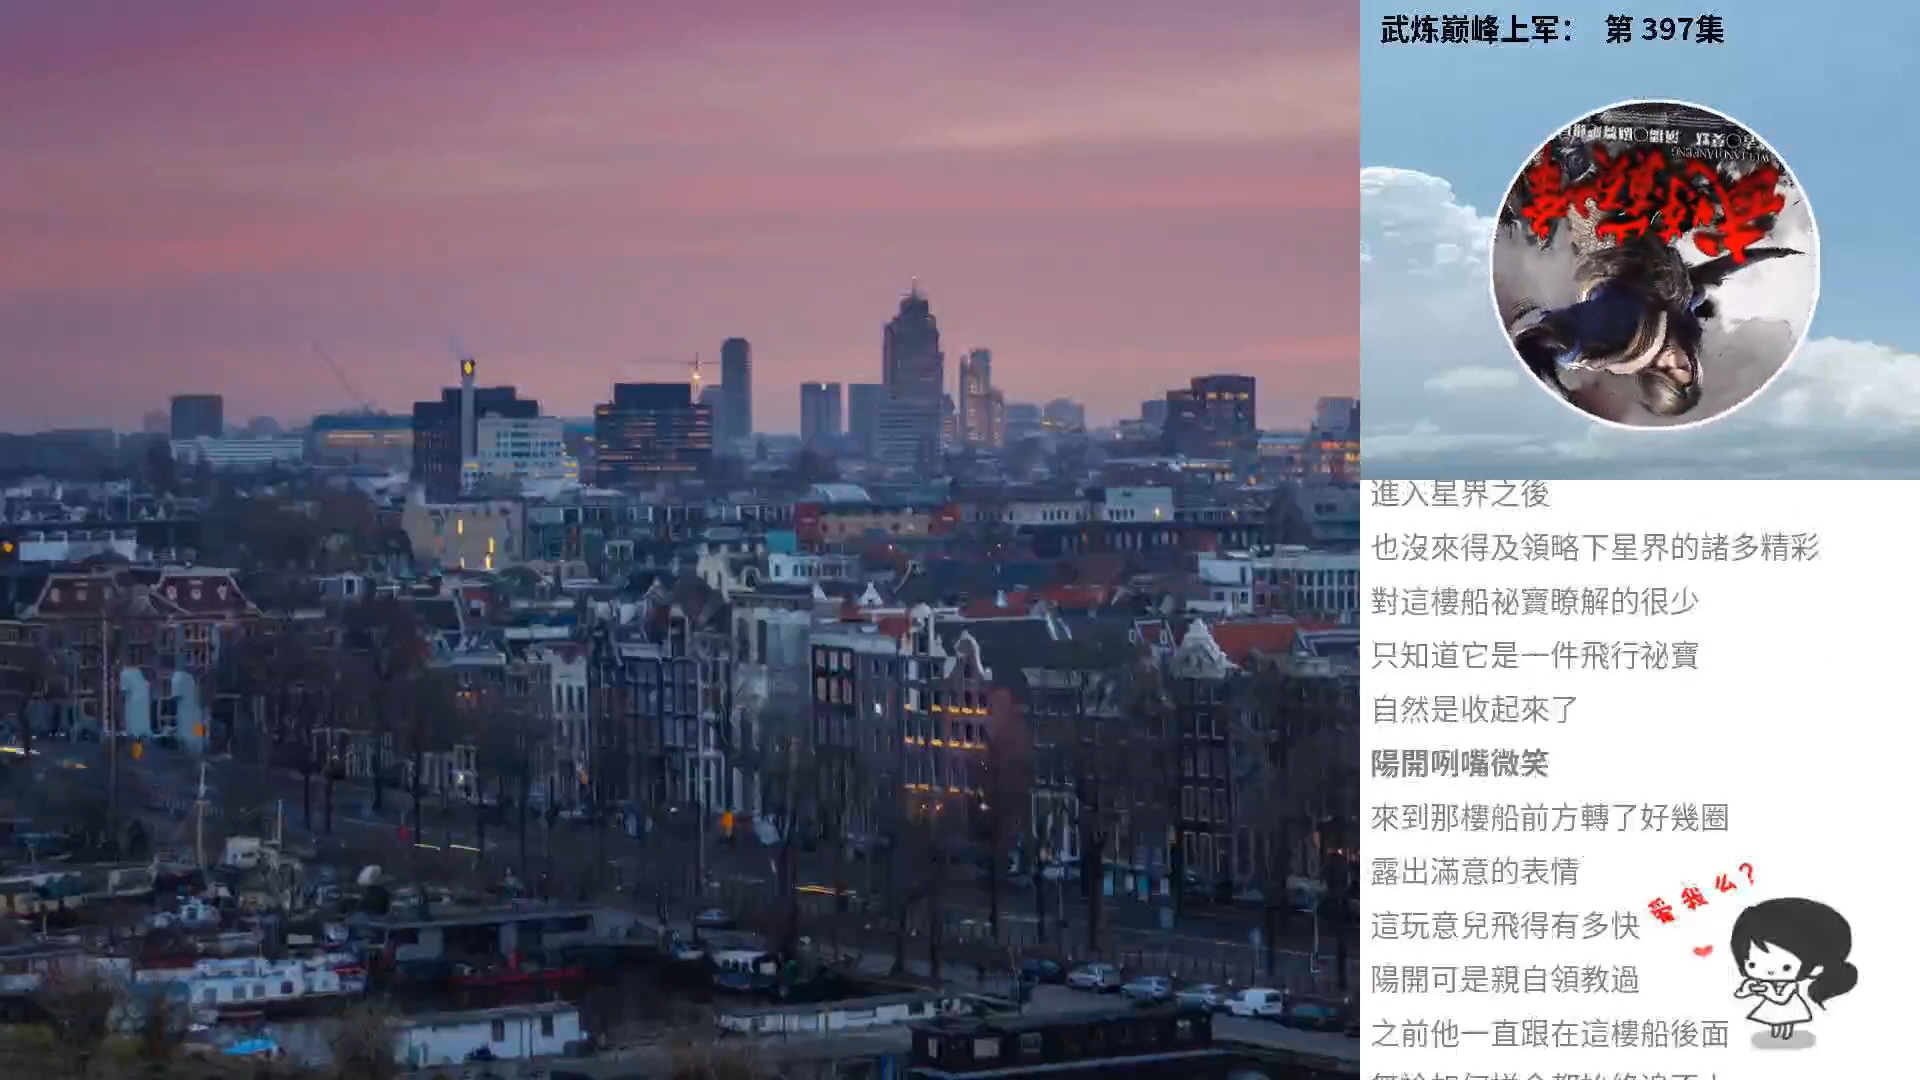 武炼巅峰上军： 第 397集
武炼巅峰
WULIANDIANFENG
進入星界之後
也沒來得及領略下星界的諸多精彩
對這樓船祕寶瞭解的很少
只知道它是一件飛行祕寶
自然是收起來了
陽開咧嘴微笑
來到那樓船前方轉了好幾圈
露出滿意的表情
這玩意兒飛得有多快
陽開可是親自領教過
之前他一直跟在這樓船後面
爱我么？